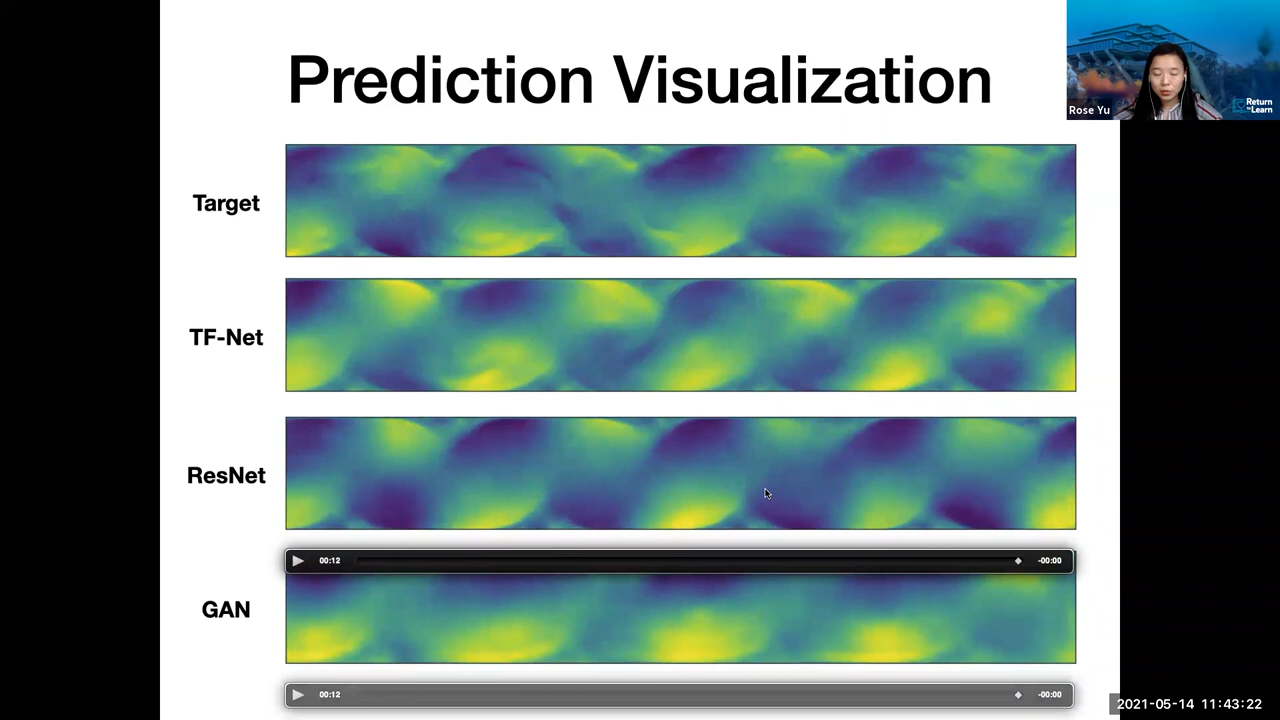 Prediction Visualization
Rose Yu
Return
to Learn
Target
TF-Net
ResNet
00:12
-00:00
GAN
00:12
-00:00
2021-05-14 11:43:22